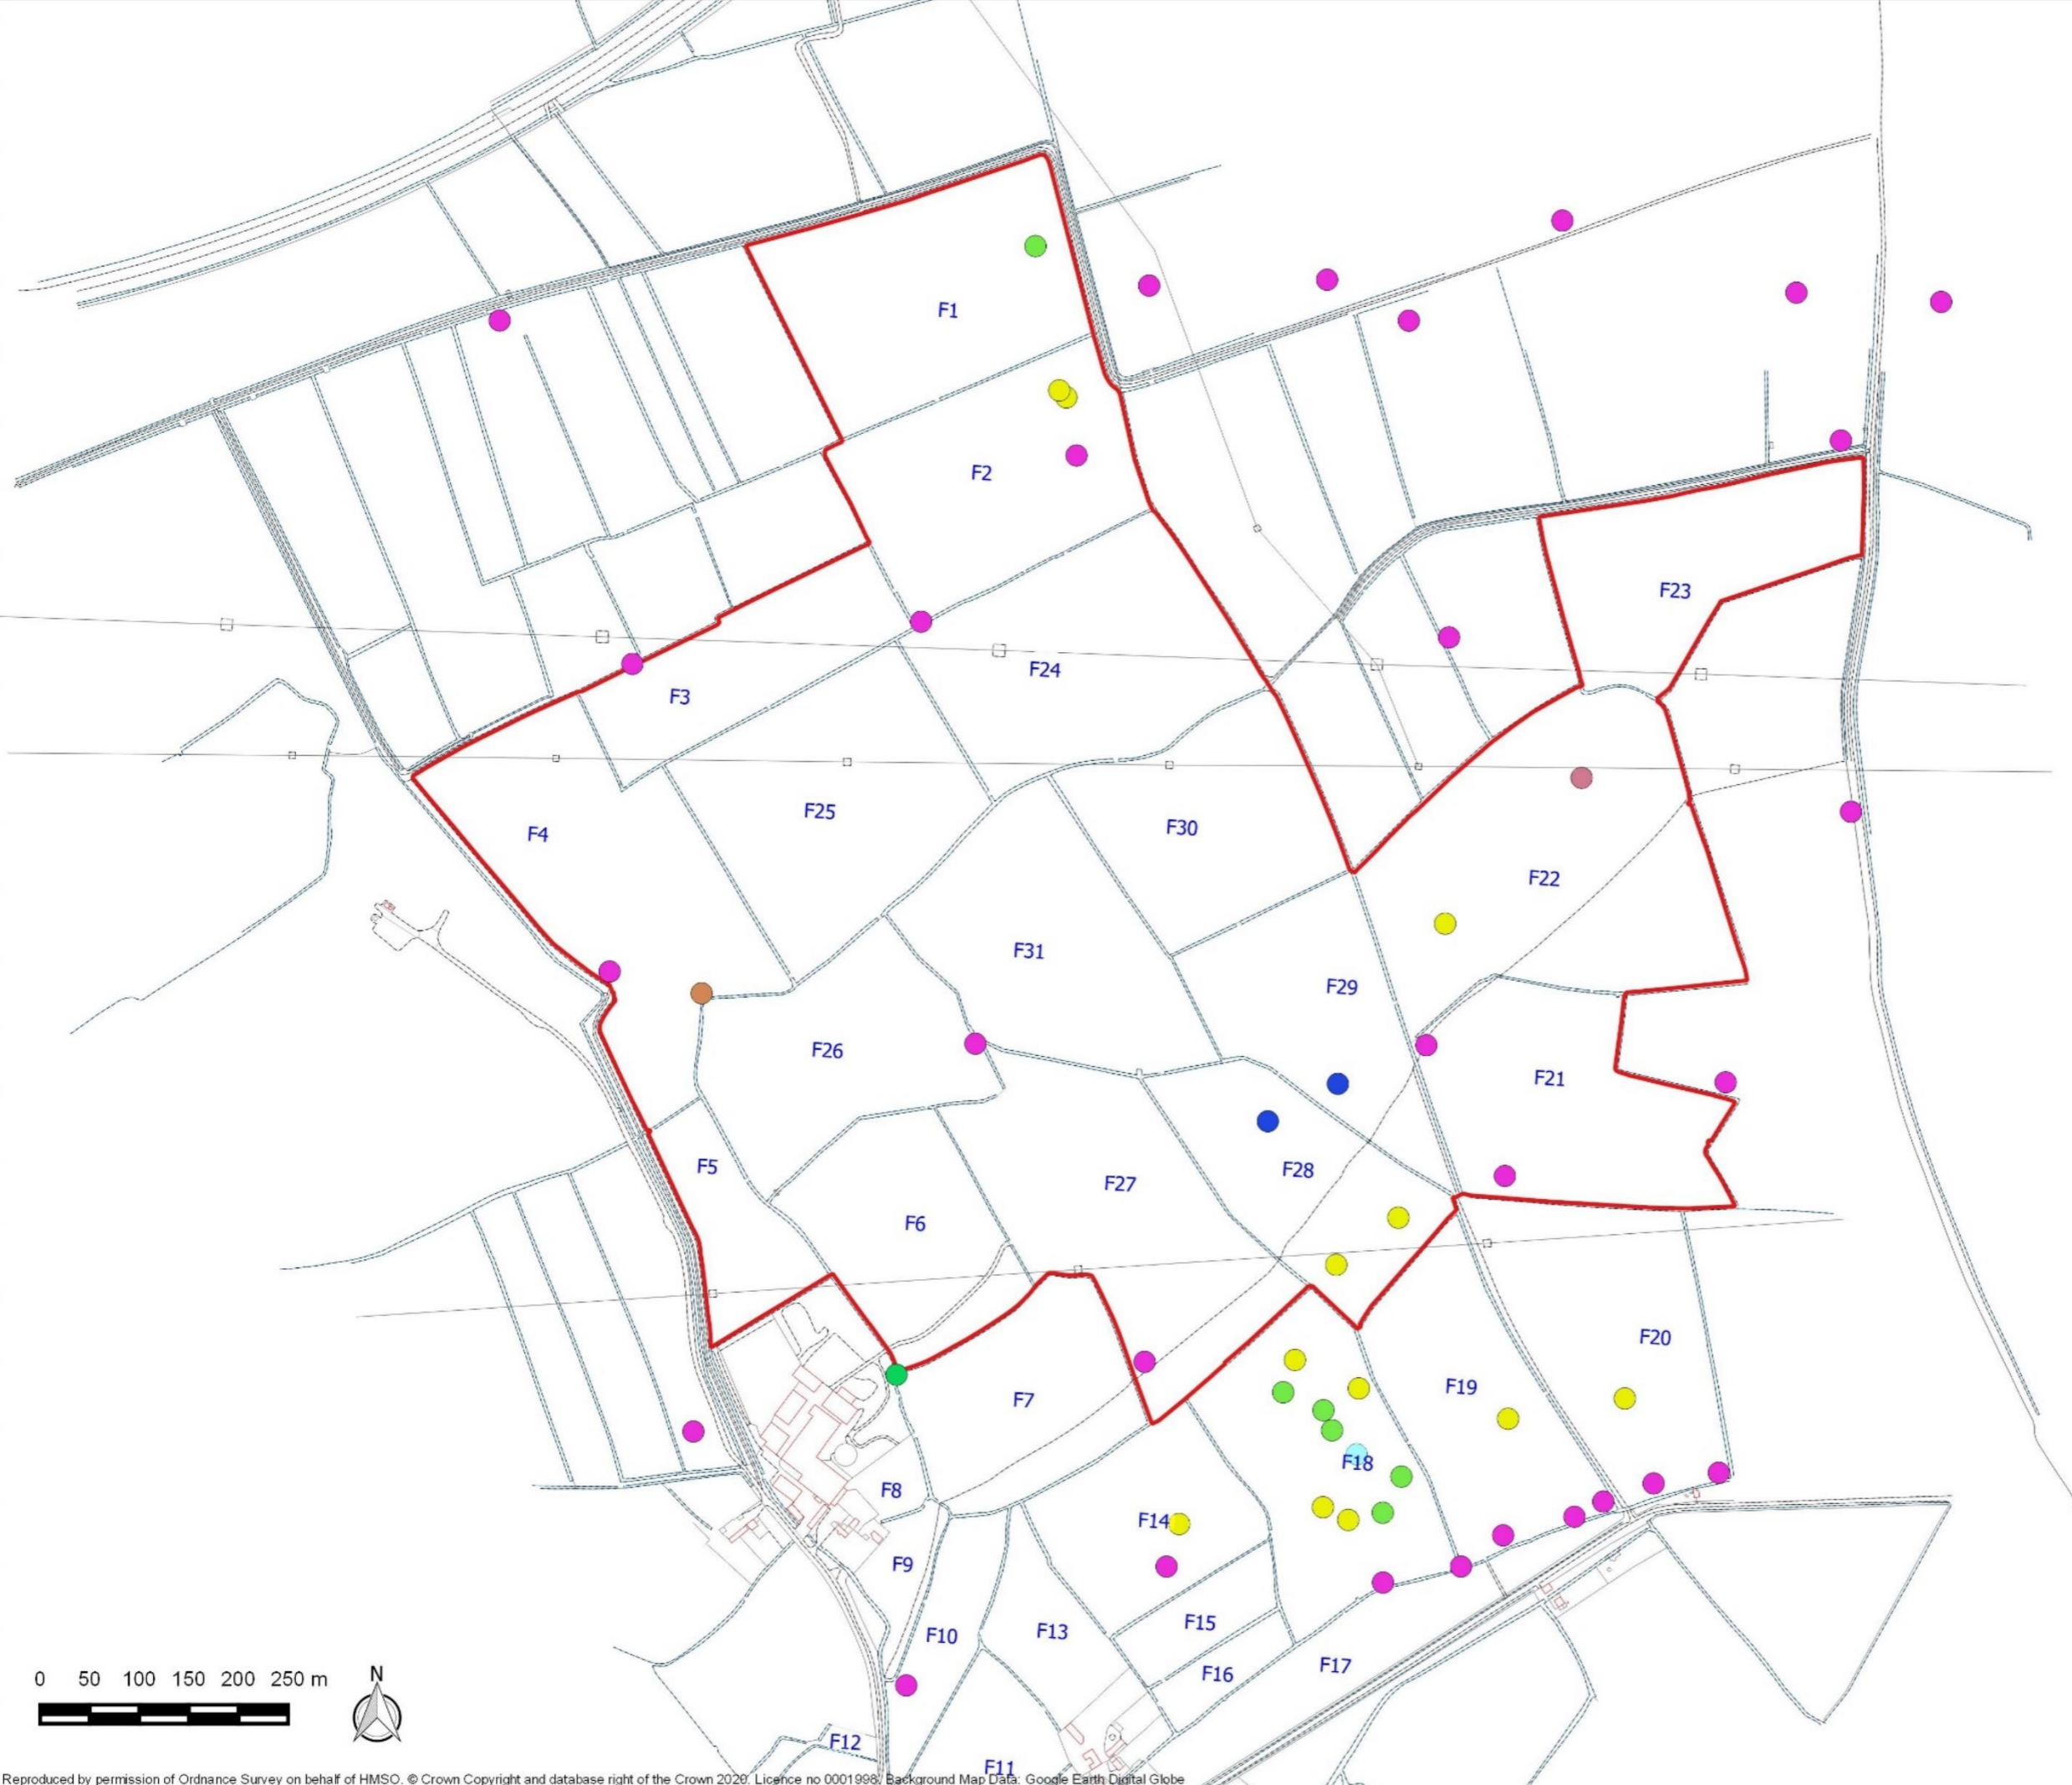 F1
F2
F23
F24
F3
F25
F4
F30
F22
F31
F29
F26
F21
F5
F28
F27
F6
F20
F19
F7
F18
F8
F14
F9
F15
F13
F10
F17
F16
0 50 100 150 200 250 m
N
F12
F11
Reproduced by permission of Ordnance Survey on behalf of HMSO. © Crown Copyright and database right of the Crown 2020. Licence no 0001998. Background Map Data: Google Earth Digital Globe